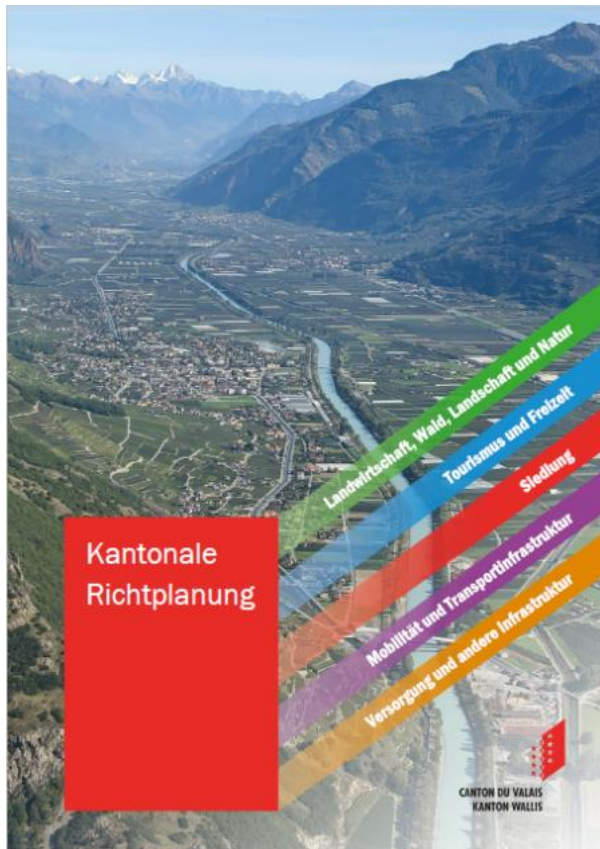 Landwirtschaft, Wald, Landschaft und Natur
Tourismus und Freizeit
Siedlung
Mobilität und Transportinfrastruktur
Versorgung und andere Infrastruktur
Kantonale
Richtplanung
CANTON DU VALAIS
KANTON WALLIS